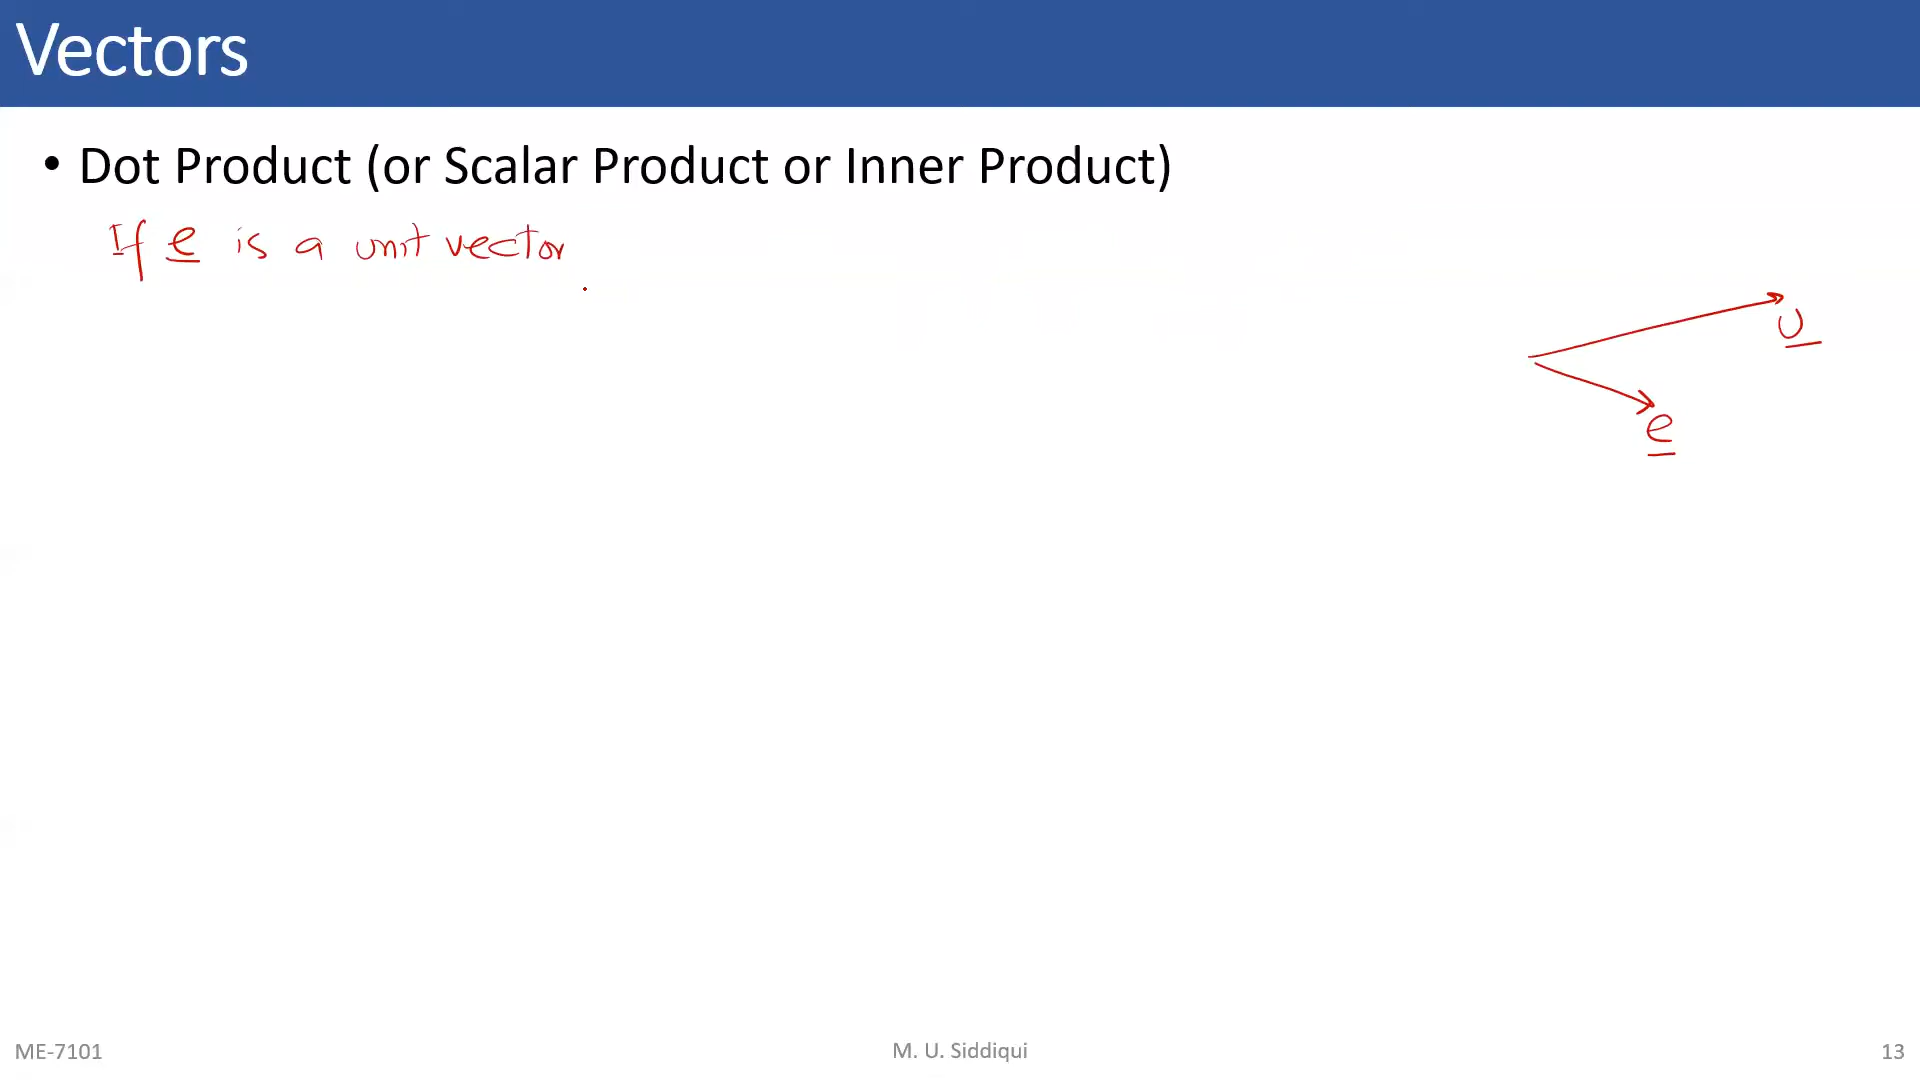 Vectors
• Dot Product (or Scalar Product or Inner Product)
If e is a unit vector
u
e
ME-7101
M. U. Siddiqui
13